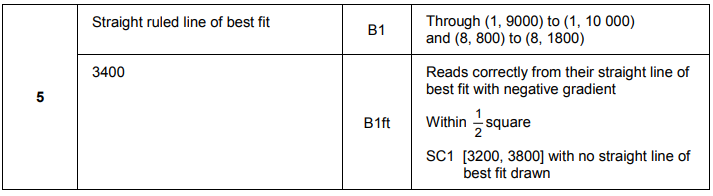 5
Straight ruled line of best fit
B1
Through (1, 9000) to (1, 10 000)
and (8, 800) to (8, 1800)
3400
B1ft
Reads correctly from their straight line of
best fit with negative gradient
Within 1/2 square
SC1 [3200, 3800] with no straight line of
best fit drawn